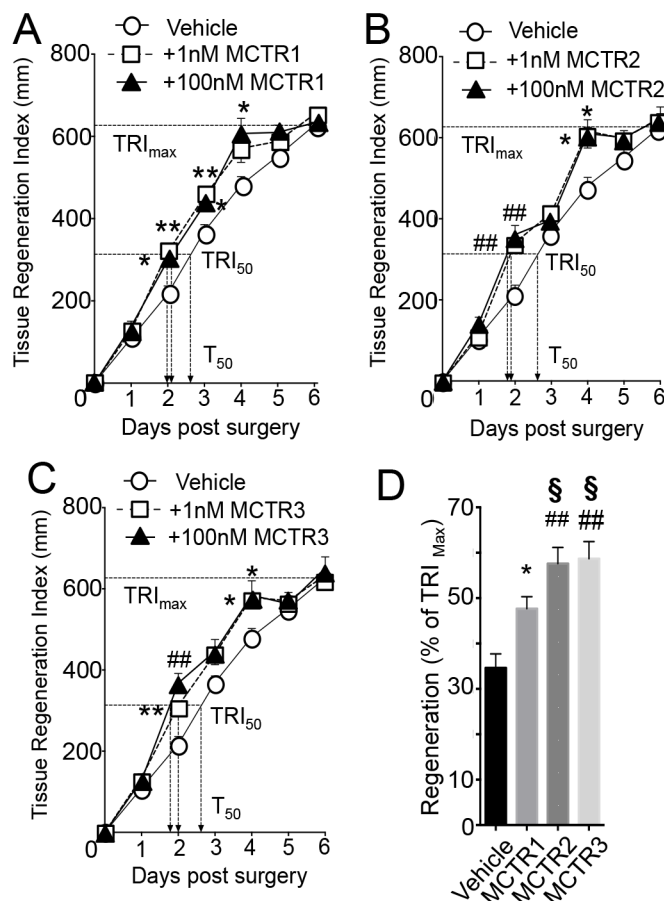 A
Vehicle
+1nM MCTR1
+100nM MCTR1
Tissue Regeneration Index (mm)
800
600
400
200
0
TRImax
TRI50
T50
*
**
**
*
*
1 2 3 4 5 6
Days post surgery
B
Vehicle
+1nM MCTR2
+100nM MCTR2
Tissue Regeneration Index (mm)
800
600
400
200
0
TRImax
TRI50
T50
*
*
##
##
1 2 3 4 5 6
Days post surgery
C
Vehicle
+1nM MCTR3
+100nM MCTR3
Tissue Regeneration Index (mm)
800
600
400
200
0
TRImax
TRI50
T50
*
*
##
**
1 2 3 4 5 6
Days post surgery
D
Regeneration (% of TRI Max)
70
50
30
10
0
*
§
##
§
##
Vehicle
MCTR1
MCTR2
MCTR3